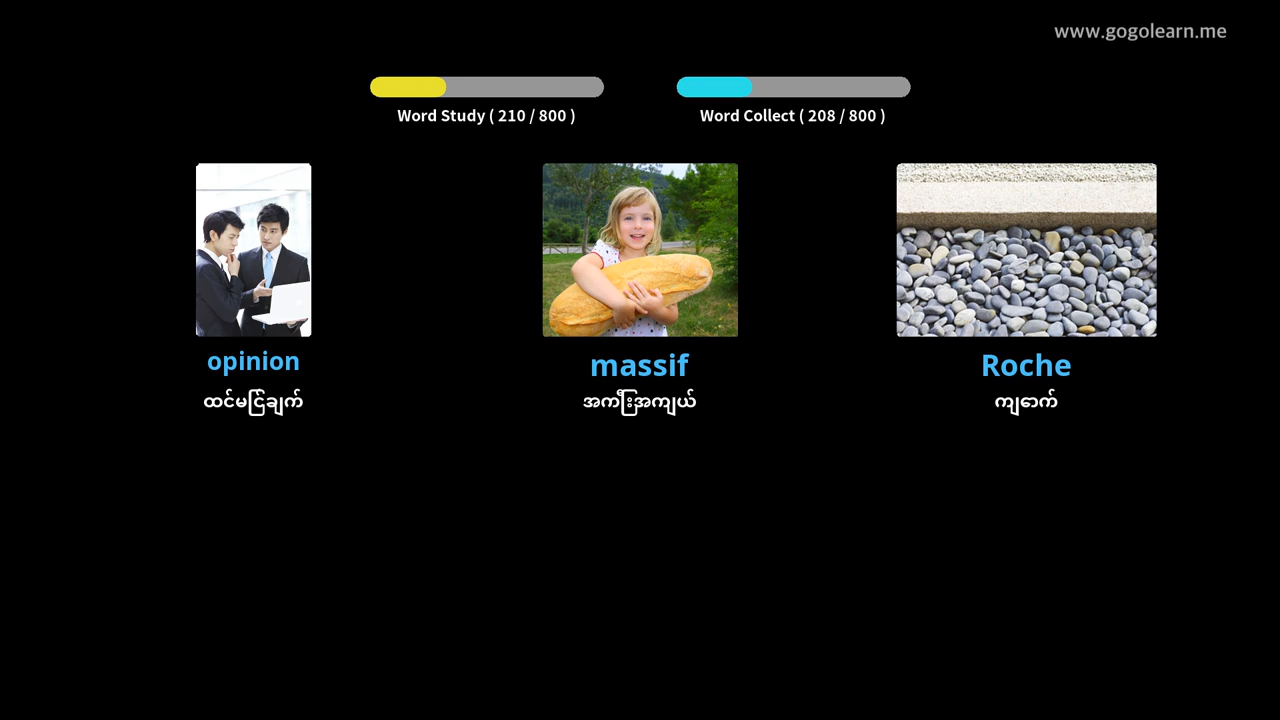 www.gogolearn.me
Word Study ( 210 / 800 )
Word Collect ( 208 / 800 )
opinion
massif
Roche
ထင်မြင်ချက်
အကြီးအကျယ်
ကျောက်